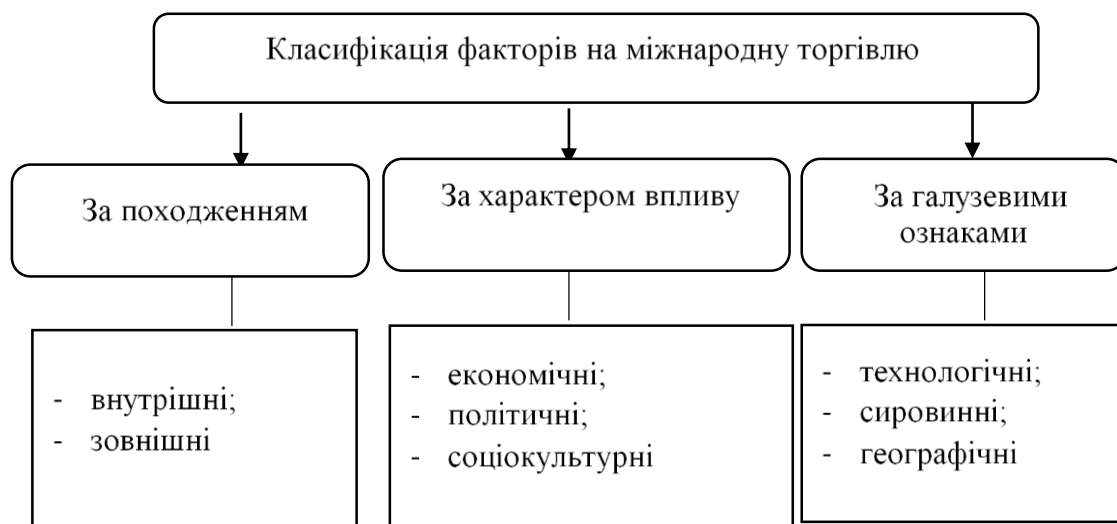 Класифікація факторів на міжнародну торгівлю
За походженням
За характером впливу
За галузевими
ознаками
- внутрішні;
- зовнішні
- економічні;
- політичні;
- соціокультурні
- технологічні;
- сировинні;
- географічні